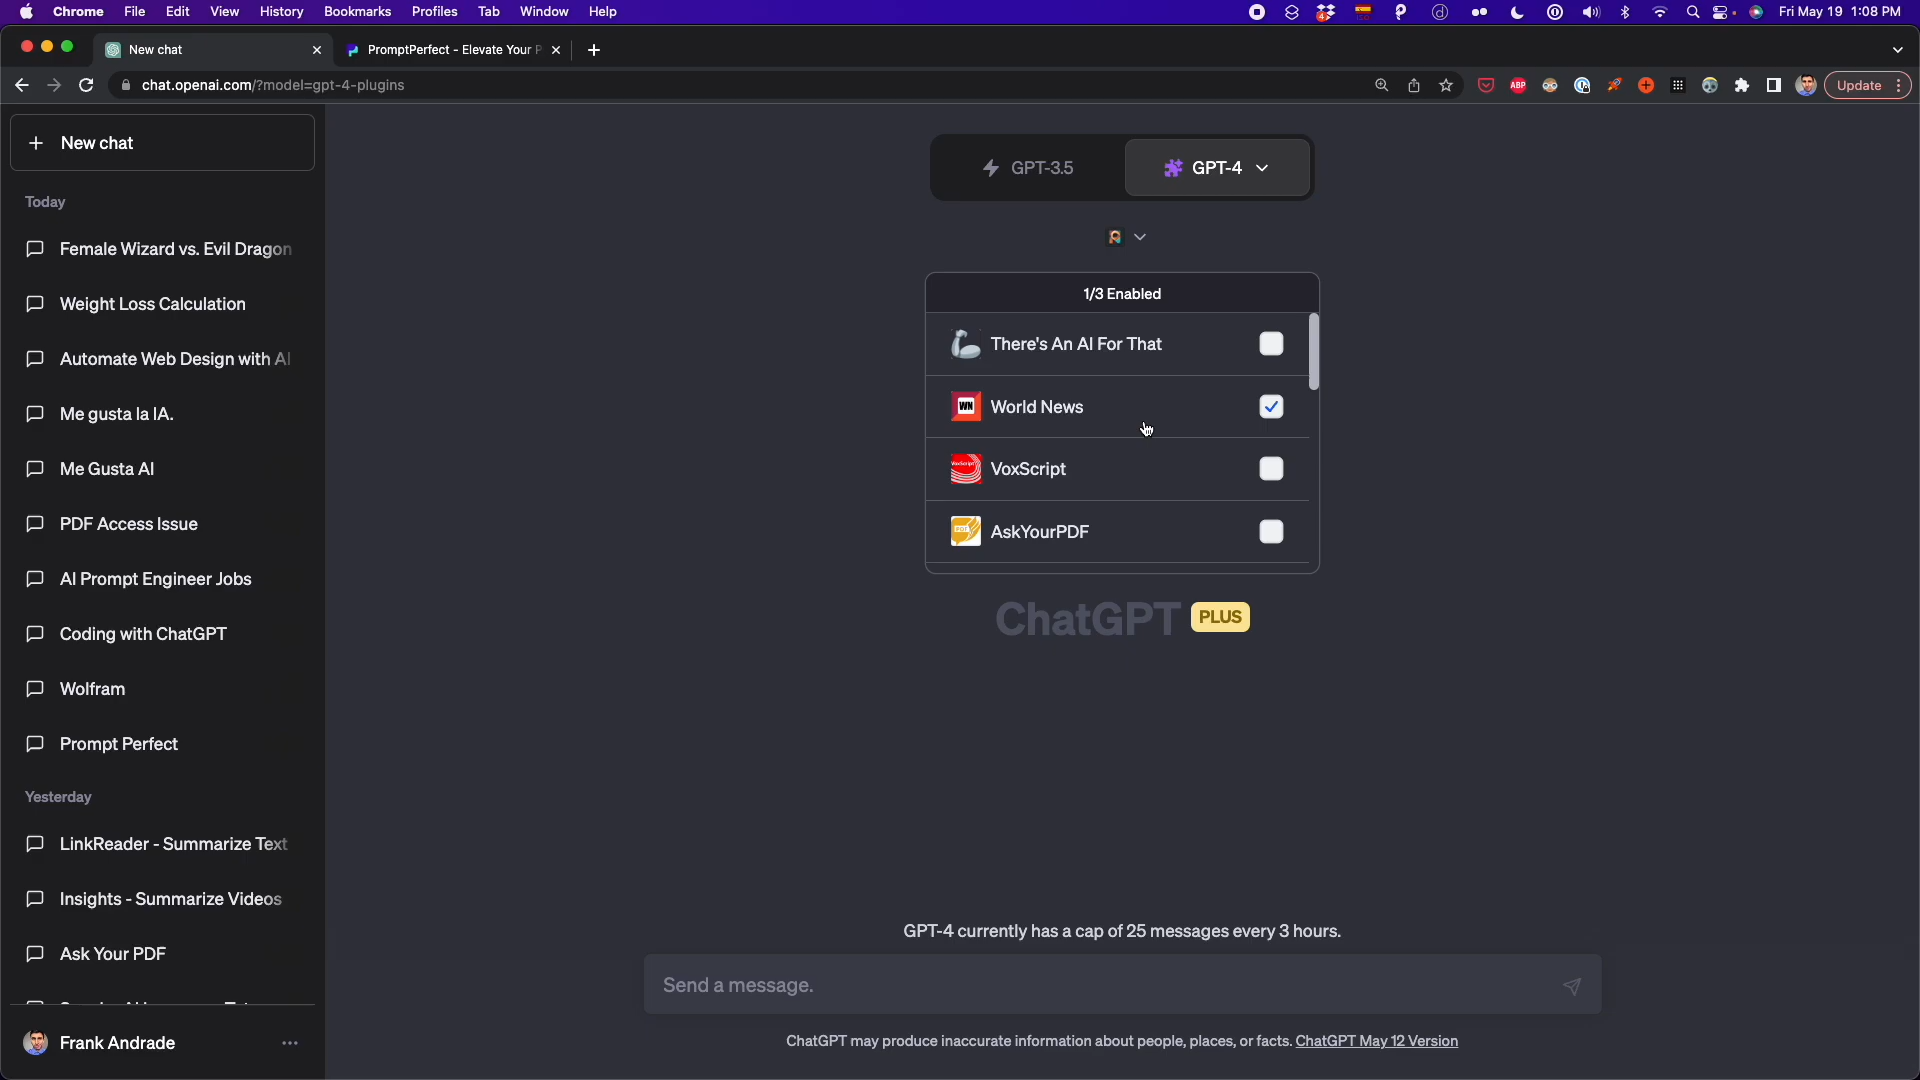 Chrome File Edit View History Bookmarks Profiles Tab Window Help Fri May 19 1:08 PM
New chat PromptPerfect - Elevate Your P
chat.openai.com/?model=gpt-4-plugins ABP Update
New chat
Today
Female Wizard vs. Evil Dragon
Weight Loss Calculation
Automate Web Design with AI
Me gusta la IA.
Me Gusta AI
PDF Access Issue
AI Prompt Engineer Jobs
Coding with ChatGPT
Wolfram
Prompt Perfect
Yesterday
LinkReader - Summarize Text
Insights - Summarize Videos
Ask Your PDF
Frank Andrade
GPT-3.5 GPT-4
1/3 Enabled
There's An AI For That
WN World News
VoxScript VoxScript
PDF AskYourPDF
ChatGPT PLUS
GPT-4 currently has a cap of 25 messages every 3 hours.
Send a message.
ChatGPT may produce inaccurate information about people, places, or facts. ChatGPT May 12 Version